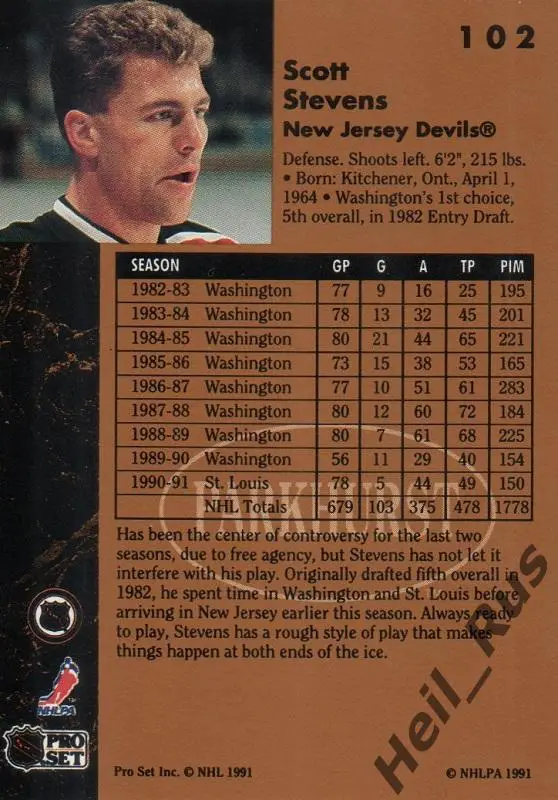 102
Scott
Stevens
New Jersey Devils®
Defense. Shoots left. 6'2", 215 lbs.
• Born: Kitchener, Ont., April 1,
1964 • Washington's 1st choice,
5th overall, in 1982 Entry Draft.
SEASON GP G A TP PIM
1982-83 Washington 77 9 16 25 195
1983-84 Washington 78 13 32 45 201
1984-85 Washington 80 21 44 65 221
1985-86 Washington 73 15 38 53 165
1986-87 Washington 77 10 51 61 283
1987-88 Washington 80 12 60 72 184
1988-89 Washington 80 7 61 68 225
1989-90 Washington 56 11 29 40 154
1990-91 St. Louis 78 5 44 49 150
NHL Totals 679 103 375 478 1778
PARKHURST
Has been the center of controversy for the last two
seasons, due to free agency, but Stevens has not let it
interfere with his play. Originally drafted fifth overall in
1982, he spent time in Washington and St. Louis before
arriving in New Jersey earlier this season. Always ready
to play, Stevens has a rough style of play that makes
things happen at both ends of the ice.
NHLPA
PRO
SET
Pro Set Inc. © NHL 1991
© NHLPA 1991
Heil_Rus